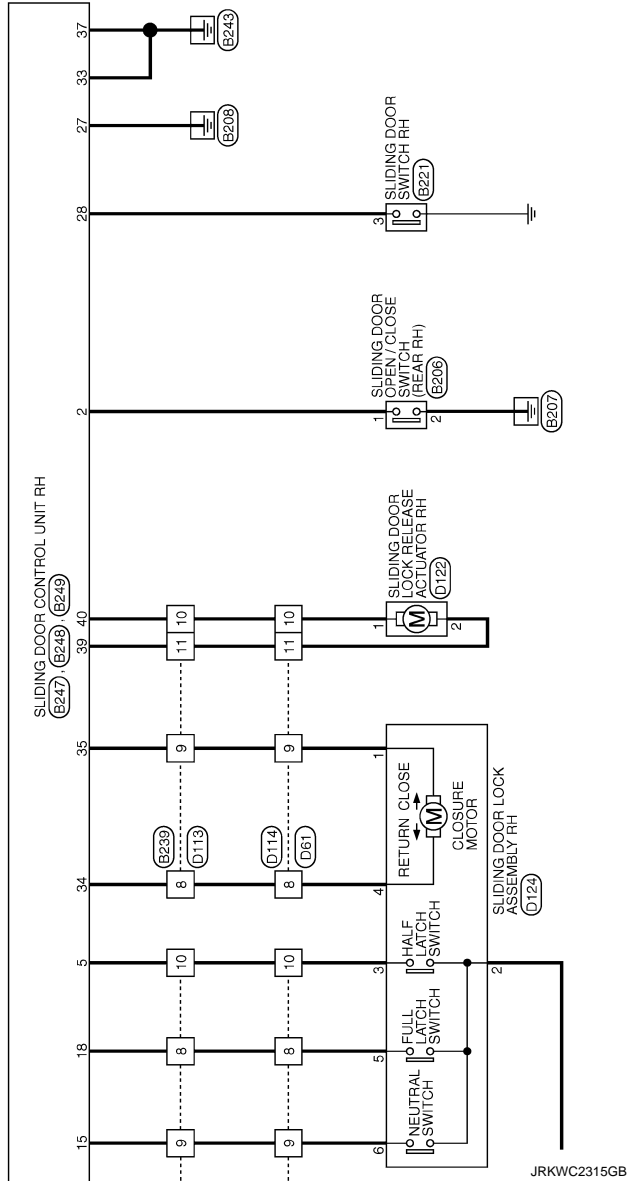 SLIDING DOOR CONTROL UNIT RH
B247 , B248 , B249
37
33
27
28
2
40
39
35
34
5
18
15
B243
B208
SLIDING DOOR
SWITCH RH
B221
3
SLIDING DOOR
OPEN / CLOSE
SWITCH
(REAR RH)
B206
1
2
B207
SLIDING DOOR
LOCK RELEASE
ACTUATOR RH
D122
1
M
2
10
10
11
11
9
9
B239
D113
D114
D61
8
8
10
10
8
8
9
9
1
RETURN CLOSE
M
CLOSURE
MOTOR
4
SLIDING DOOR LOCK
ASSEMBLY RH
D124
3
HALF
LATCH
SWITCH
2
5
FULL
LATCH
SWITCH
6
NEUTRAL
SWITCH
JRKWC2315GB